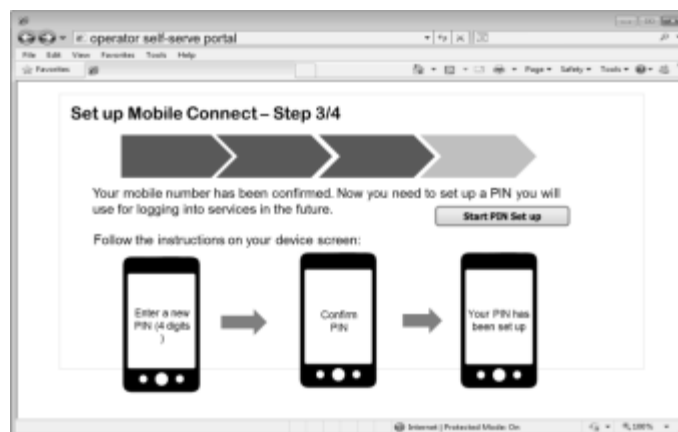 operator self-serve portal
File Edit View Favorites Tools Help
Favorites
Page Safety Tools
Set up Mobile Connect – Step 3/4
Your mobile number has been confirmed. Now you need to set up a PIN you will
use for logging into services in the future.
Start PIN Set up
Follow the instructions on your device screen:
Enter a new
PIN (4 digits
)
Confirm
PIN
Your PIN has
been set up
Internet | Protected Mode: On
100%